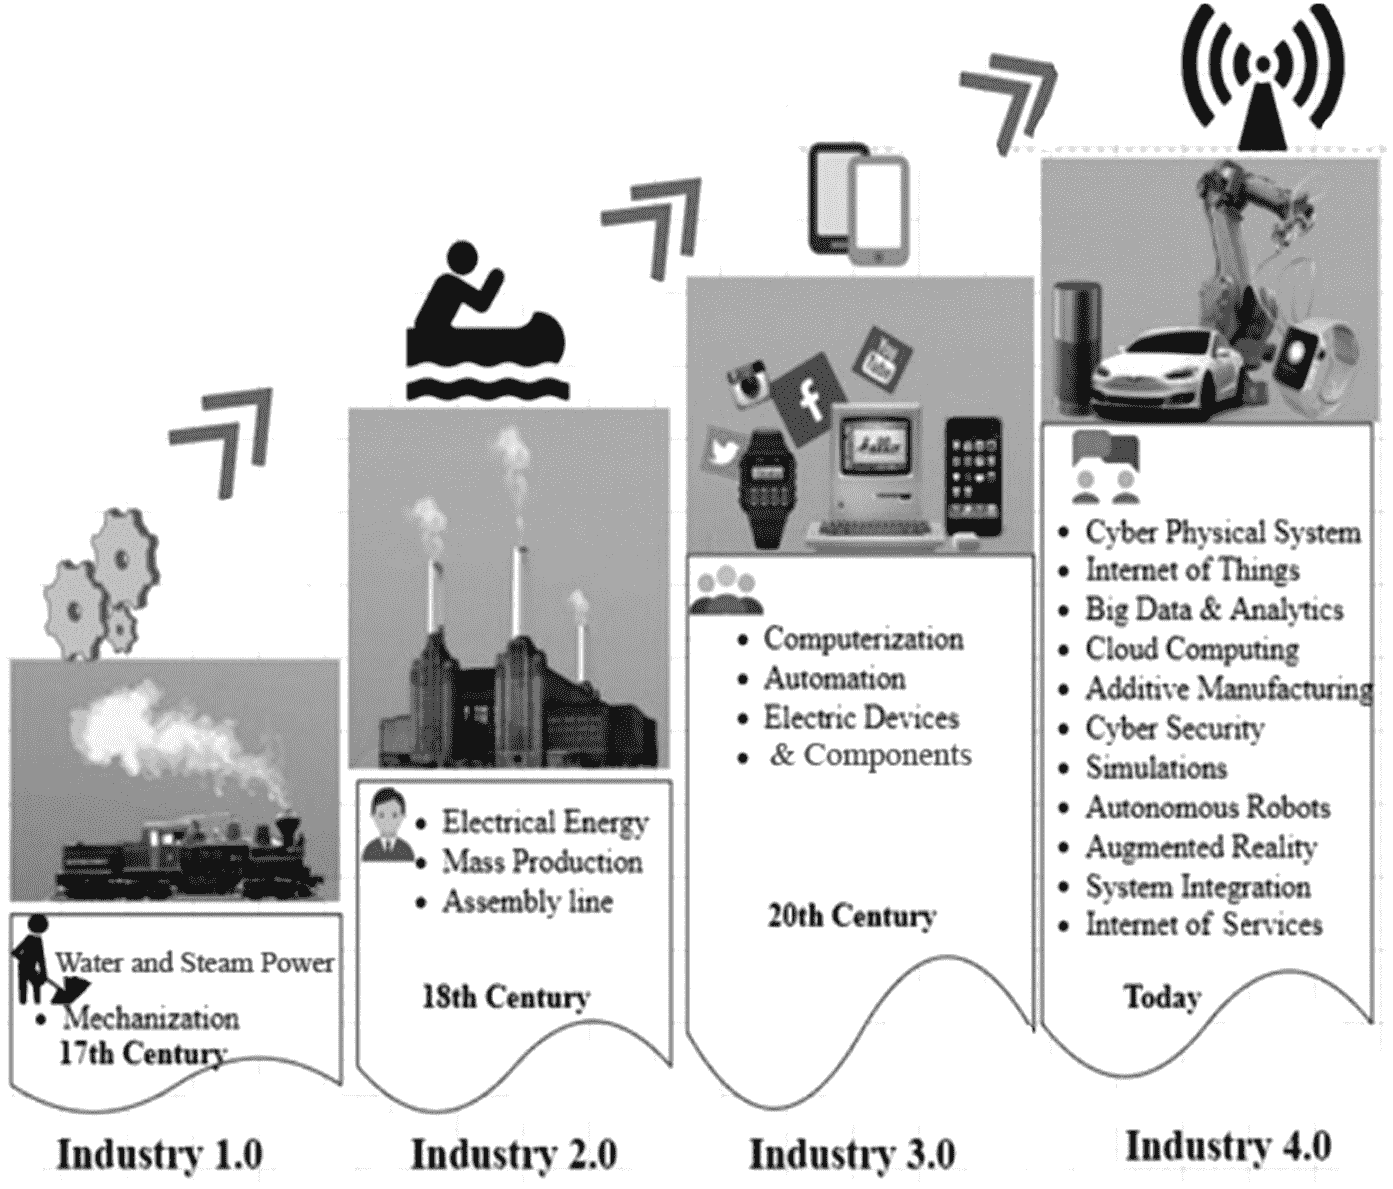 You
Tube
f
Hello
• Cyber Physical System
• Internet of Things
• Big Data & Analytics
• Cloud Computing
• Additive Manufacturing
• Cyber Security
• Simulations
• Autonomous Robots
• Augmented Reality
• System Integration
• Internet of Services
Today
• Computerization
• Automation
• Electric Devices
• & Components
20th Century
• Electrical Energy
• Mass Production
• Assembly line
18th Century
Water and Steam Power
• Mechanization
17th Century
Industry 1.0
Industry 2.0
Industry 3.0
Industry 4.0